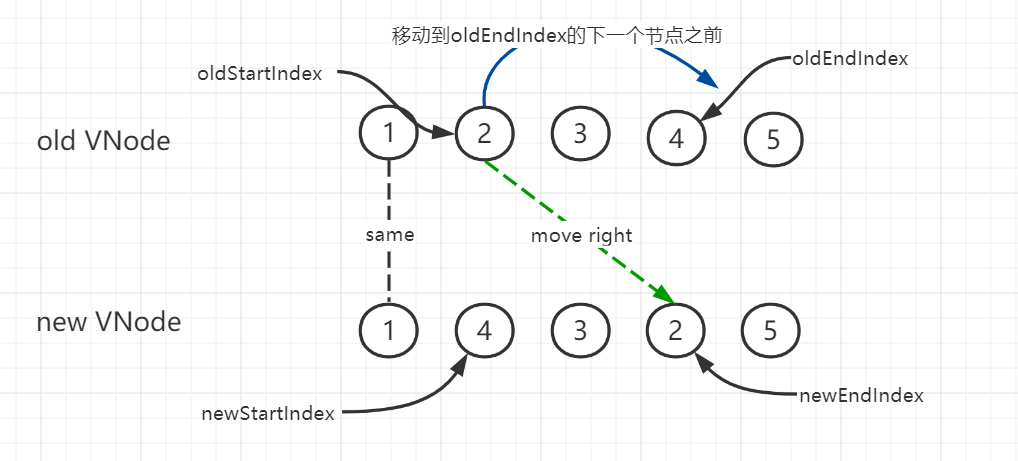 移动到oldEndIndex的下一个节点之前
oldStartIndex
oldEndIndex
old VNode
1
2
3
4
5
same
move right
new VNode
1
4
3
2
5
newStartIndex
newEndIndex